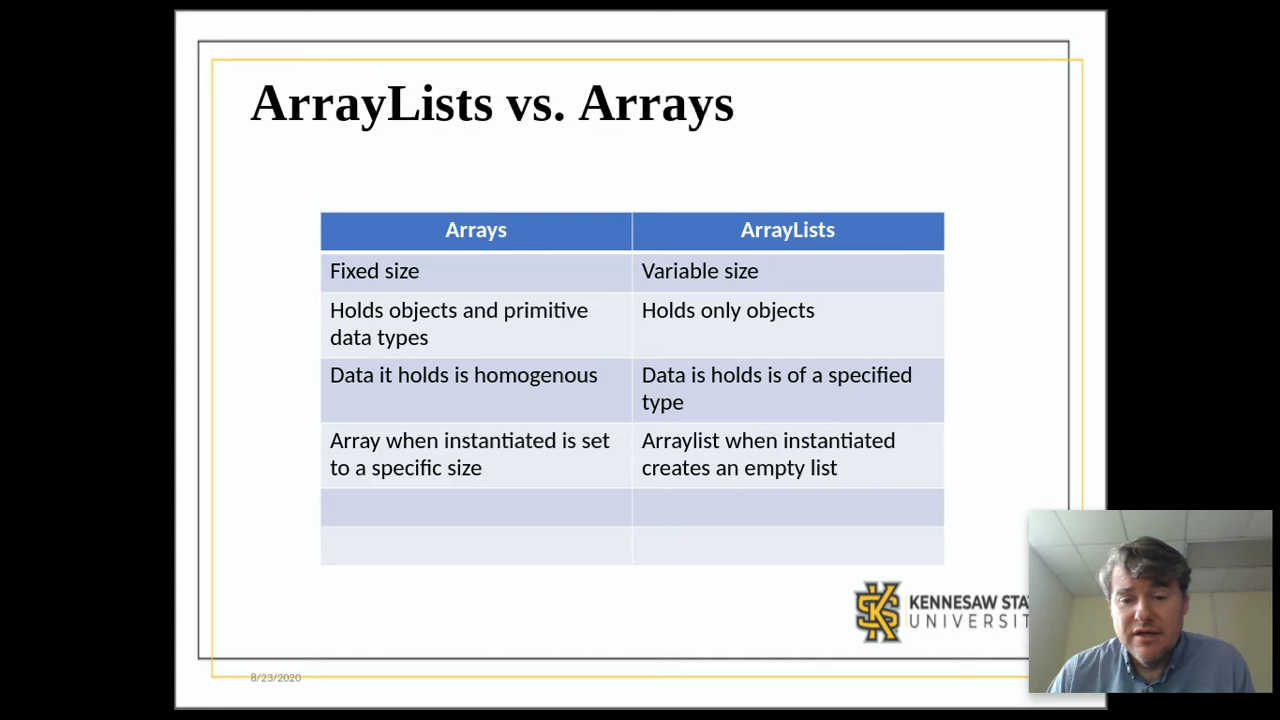 ArrayLists vs. Arrays
Arrays
ArrayLists
Fixed size
Variable size
Holds objects and primitive
data types
Holds only objects
Data it holds is homogenous
Data is holds is of a specified
type
Array when instantiated is set
to a specific size
Arraylist when instantiated
creates an empty list
KENNESAW STA
UNIVERSIT
8/23/2020